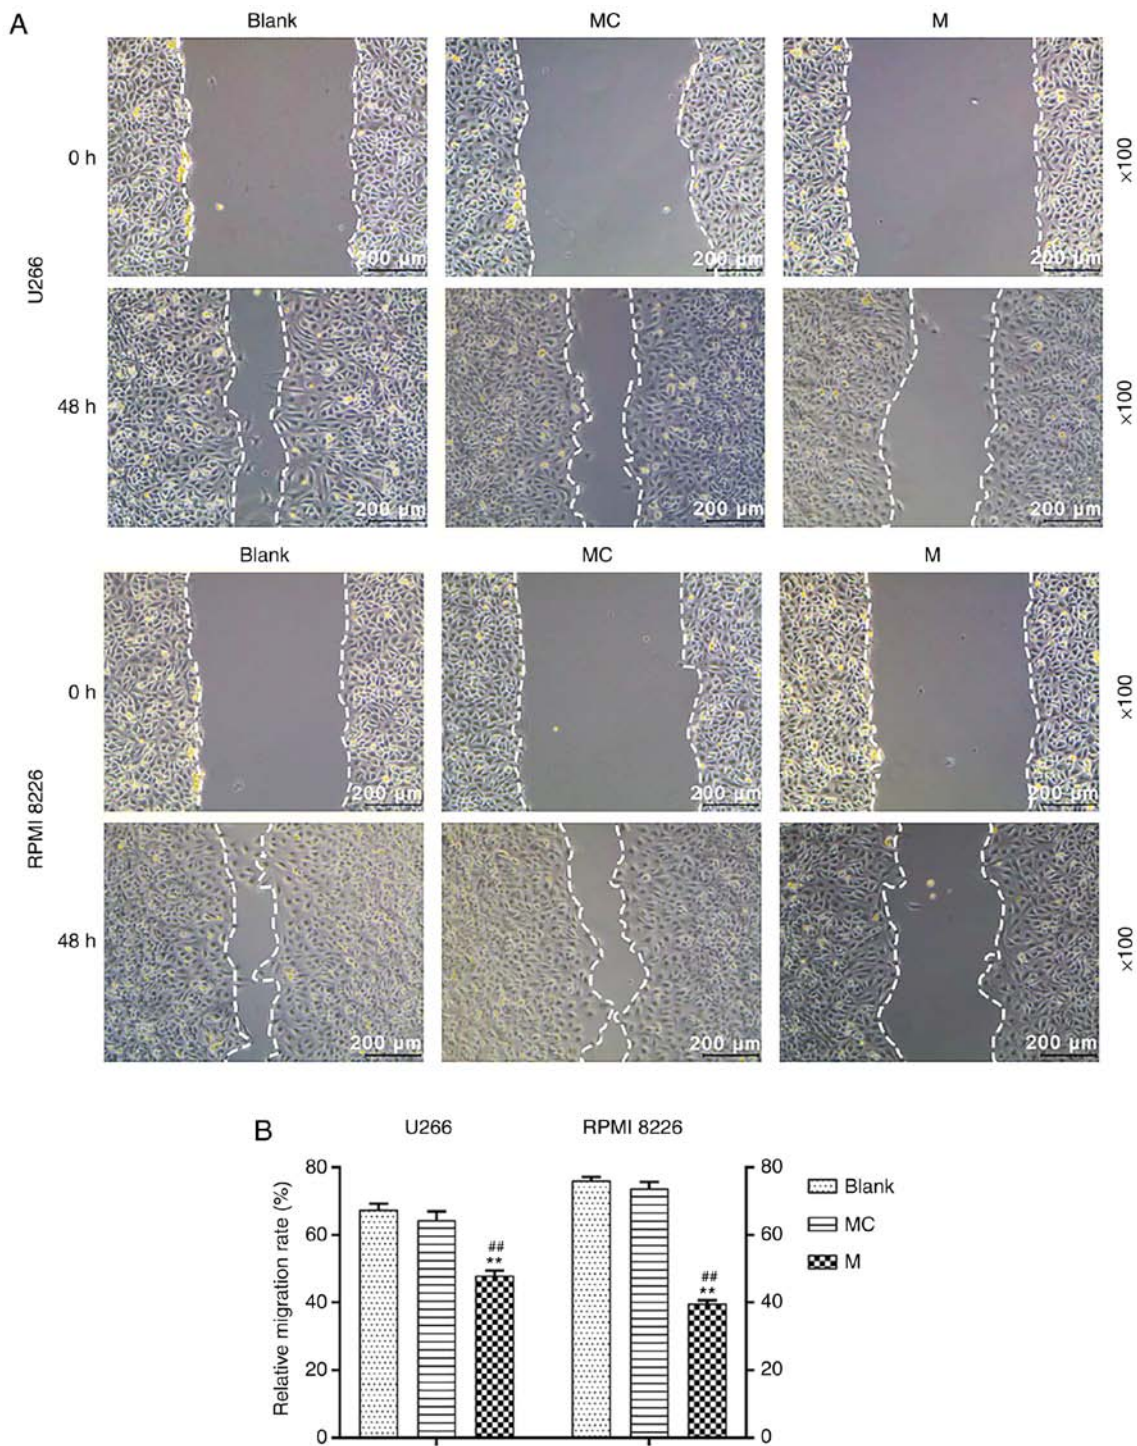 A
Blank MC M
U266
0 h
200 µm 200 µm 200 µm
×100
48 h
200 µm 200 µm 200 µm
×100
Blank MC M
RPMI 8226
0 h
200 µm 200 µm 200 µm
×100
48 h
200 µm 200 µm 200 µm
×100
B
U266 RPMI 8226
Relative migration rate (%)
80 80
60 60
40 40
20 20
0 0
##
**
##
**
Blank
MC
M